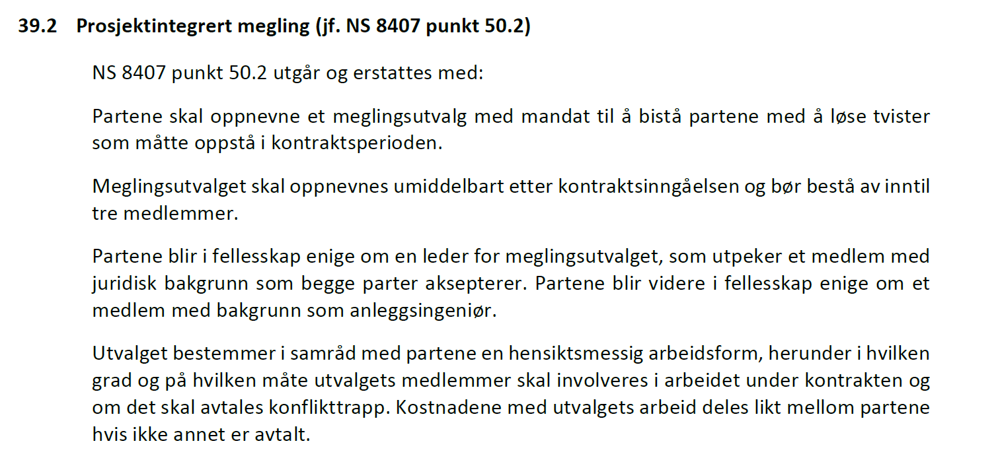 39.2 Prosjektintegrert megling (jf. NS 8407 punkt 50.2)
NS 8407 punkt 50.2 utgår og erstattes med:
Partene skal oppnevne et meglingsutvalg med mandat til å bistå partene med å løse tvister
som måtte oppstå i kontraktsperioden.
Meglingsutvalget skal oppnevnes umiddelbart etter kontraktsinngåelsen og bør bestå av inntil
tre medlemmer.
Partene blir i fellesskap enige om en leder for meglingsutvalget, som utpeker et medlem med
juridisk bakgrunn som begge parter aksepterer. Partene blir videre i fellesskap enige om et
medlem med bakgrunn som anleggsingeniør.
Utvalget bestemmer i samråd med partene en hensiktsmessig arbeidsform, herunder i hvilken
grad og på hvilken måte utvalgets medlemmer skal involveres i arbeidet under kontrakten og
om det skal avtales konflikttrapp. Kostnadene med utvalgets arbeid deles likt mellom partene
hvis ikke annet er avtalt.